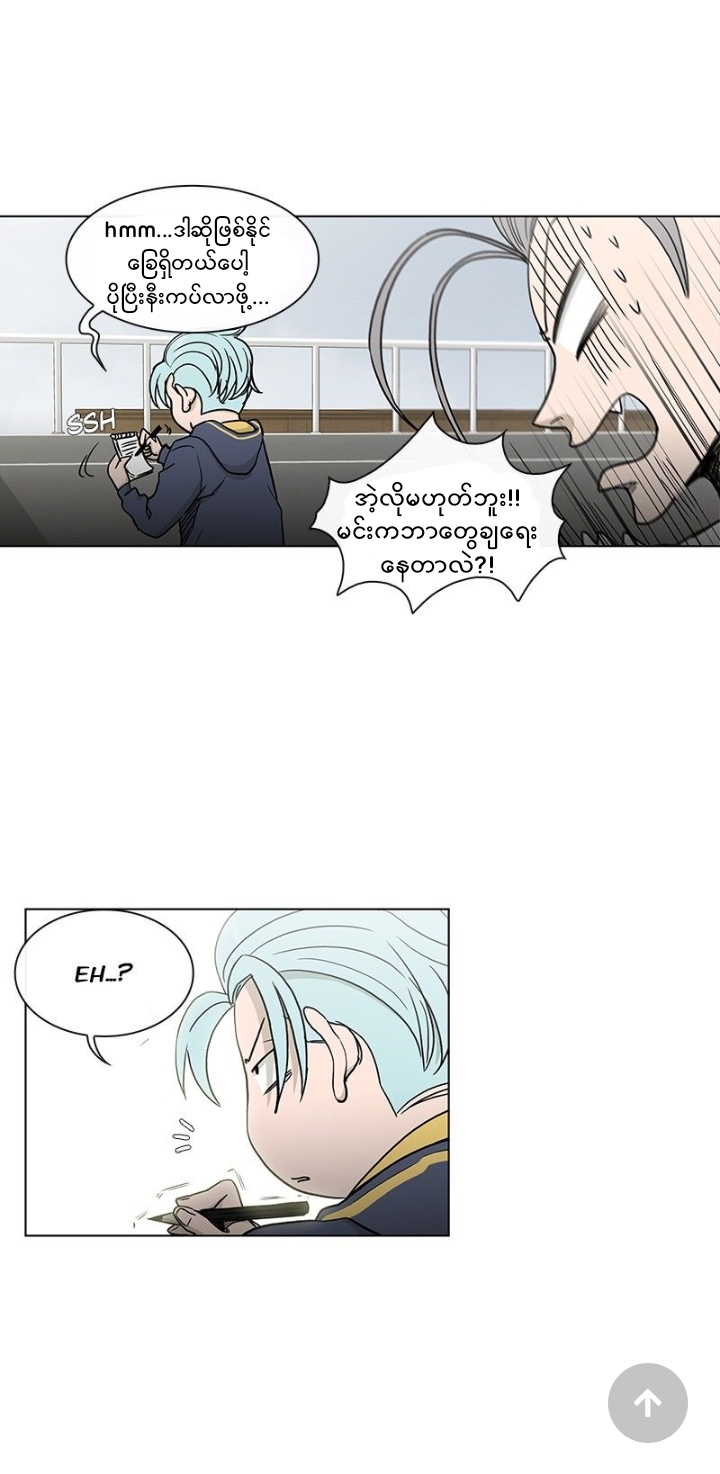 hmm...ဒါဆိုဖြစ်နိုင်
ခြေရှိတယ်ပေါ့
ပိုပြီးနီးကပ်လာဖို့...
SSH
အဲ့လိုမဟုတ်ဘူး!!
မင်းကဘာတွေချရေး
နေတာလဲ?!
EH...?